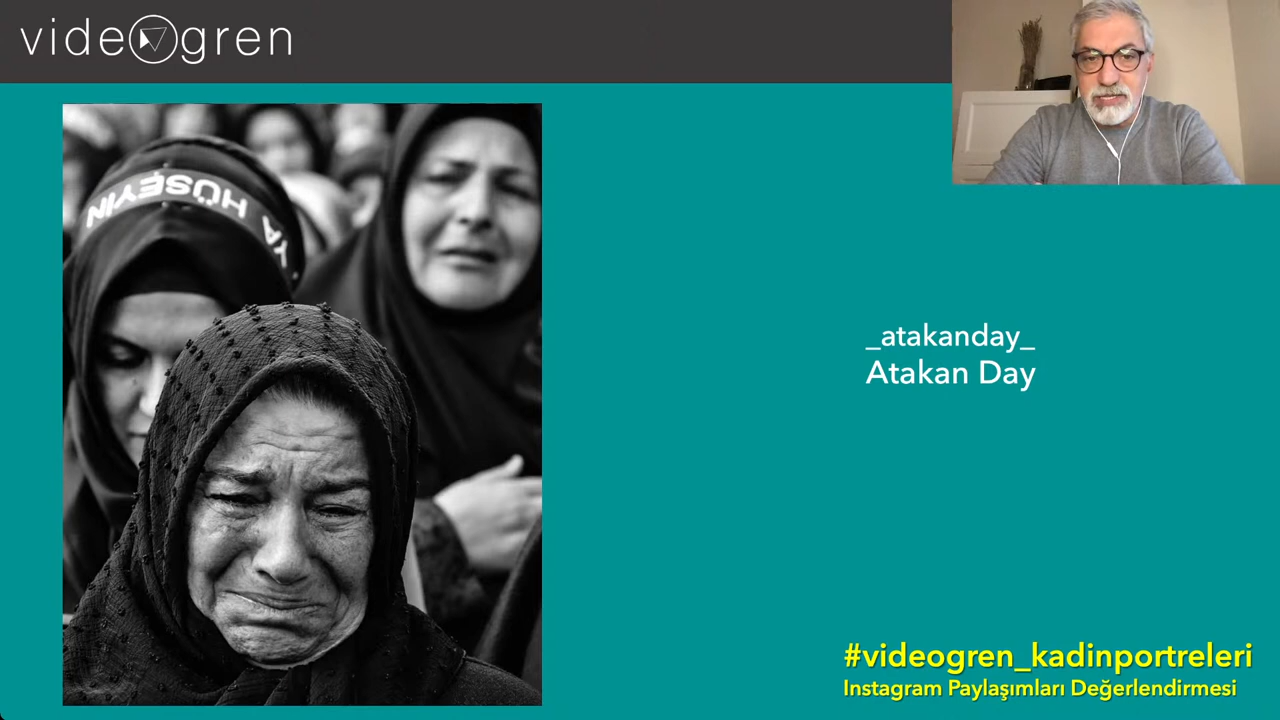 videogren
YA HÜSEYİN
_atakanday_
Atakan Day
#videogren_kadinportreleri
Instagram Paylaşımları Değerlendirmesi